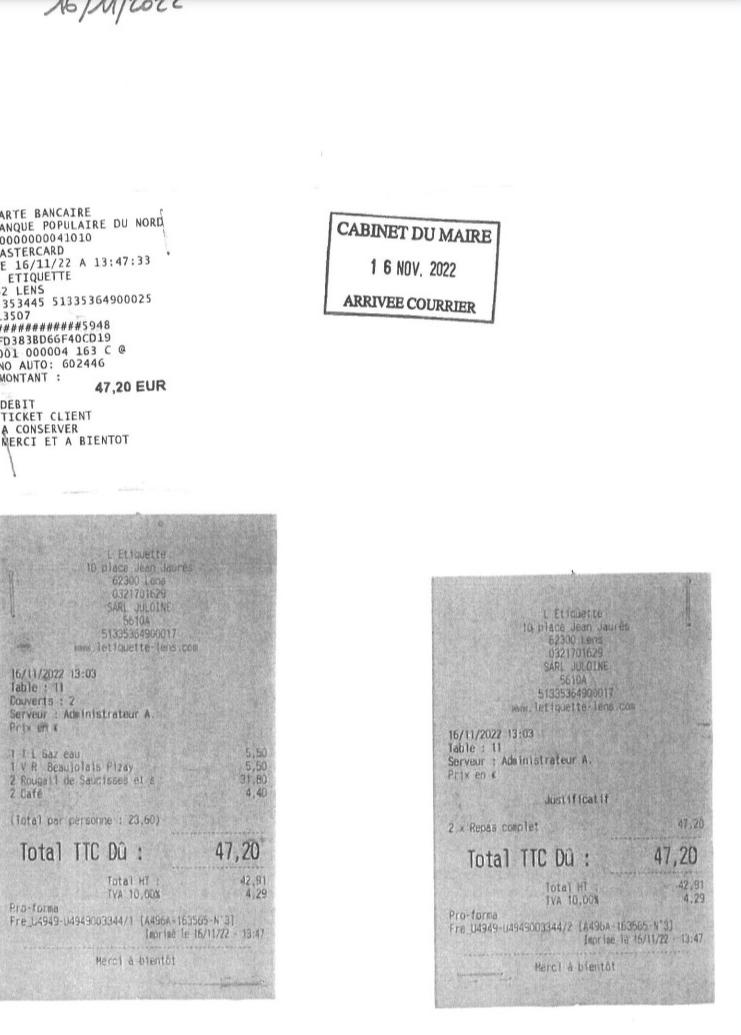 16/11/2022
ARTE BANCAIRE
ANQUE POPULAIRE DU NORD
0000000041010
ASTERCARD
E 16/11/22 A 13:47:33
ETIQUETTE
2 LENS
353445 51335364900025
13507
############5948
FD383BD66F40CD19
001 000004 163 C @
NO AUTO: 602446
MONTANT :
47,20 EUR
DEBIT
TICKET CLIENT
A CONSERVER
MERCI ET A BIENTOT
CABINET DU MAIRE
16 NOV. 2022
ARRIVEE COURRIER
L Etiquette
10 place Jean Jaurès
62300 Lens
0321701629
SARL JULOINE
5610A
51335364900017
www.letiquette-lens.com
16/11/2022 13:03
Table : 11
Couverts : 2
Serveur : Administrateur A.
Prix en €
1 1 L Gaz eau 5,50
1 V R Beaujolais Pizay 5,50
2 Rougail de Saucisses et 31,80
2 Café 4,40
(Total par personne : 23,60)
Total TTC Dû : 47,20
Total HT : 42,91
TVA 10,00% 4,29
Pro-forma
Fre_U4949-U4949003344/1 [A496A-163565-N°3]
Imprimé le 16/11/22 - 13:47
Merci à bientôt
L Etiquette
10 place Jean Jaurès
62300 Lens
0321701629
SARL JULOINE
5610A
51335364900017
www.letiquette-lens.com
16/11/2022 13:03
Table : 11
Serveur : Administrateur A.
Prix en €
Justificatif
2 x Repas complet 47,20
Total TTC Dû : 47,20
Total HT : 42,91
TVA 10,00% 4,29
Pro-forma
Fre_U4949-U4949003344/2 [A496A-163565-N°3]
Imprimé le 16/11/22 - 13:47
Merci à bientôt